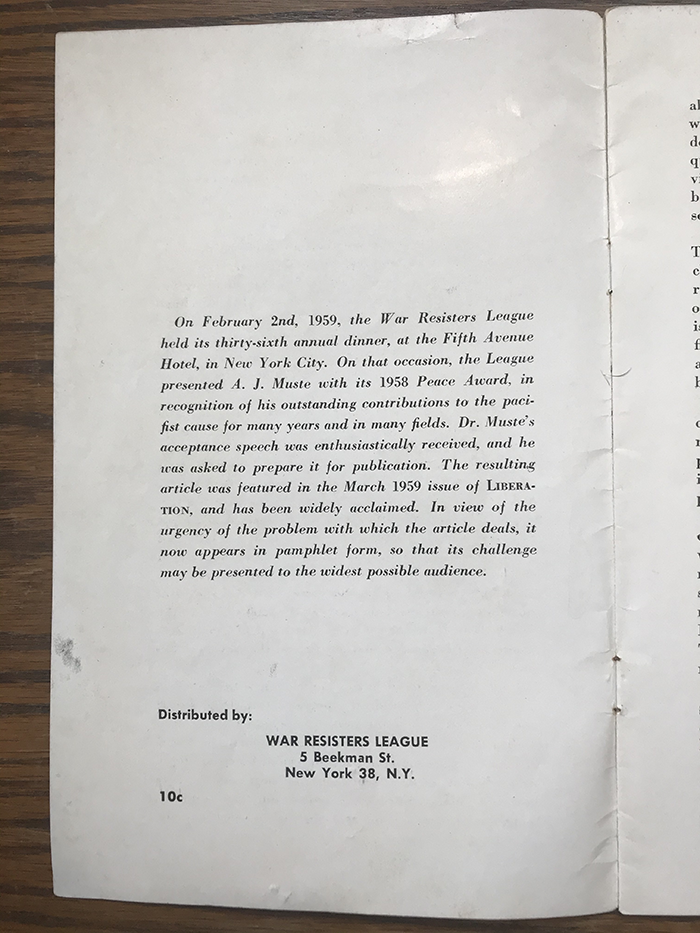 On February 2nd, 1959, the War Resisters League
held its thirty-sixth annual dinner, at the Fifth Avenue
Hotel, in New York City. On that occasion, the League
presented A. J. Muste with its 1958 Peace Award, in
recognition of his outstanding contributions to the paci-
fist cause for many years and in many fields. Dr. Muste's
acceptance speech was enthusiastically received, and he
was asked to prepare it for publication. The resulting
article was featured in the March 1959 issue of LIBERA-
TION, and has been widely acclaimed. In view of the
urgency of the problem with which the article deals, it
now appears in pamphlet form, so that its challenge
may be presented to the widest possible audience.
Distributed by:
WAR RESISTERS LEAGUE
5 Beekman St.
New York 38, N.Y.
10c